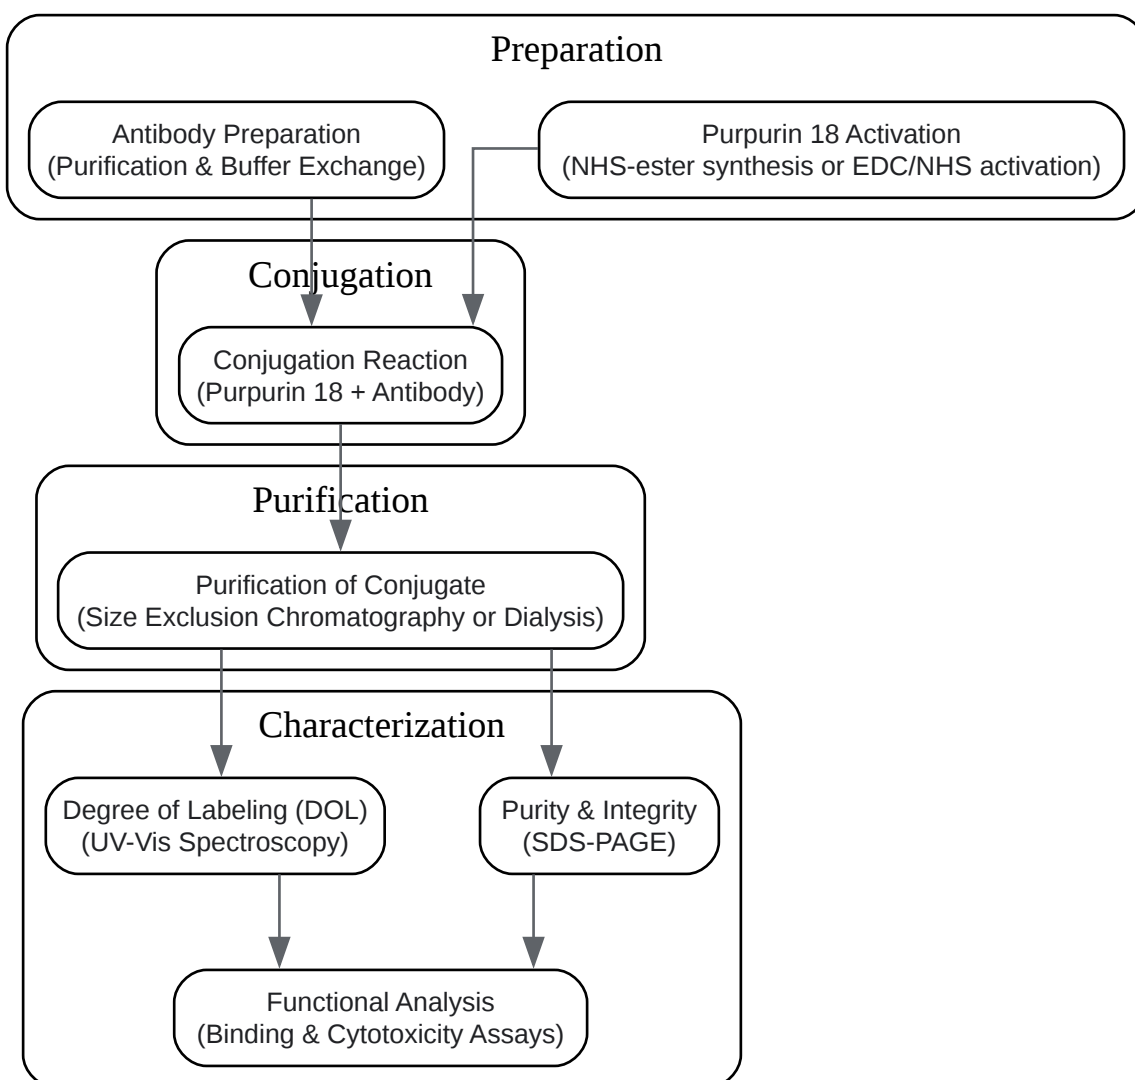 Preparation
Antibody Preparation
(Purification & Buffer Exchange)
Purpurin 18 Activation
(NHS-ester synthesis or EDC/NHS activation)
Conjugation
Conjugation Reaction
(Purpurin 18 + Antibody)
Purification
Purification of Conjugate
(Size Exclusion Chromatography or Dialysis)
Characterization
Degree of Labeling (DOL)
(UV-Vis Spectroscopy)
Purity & Integrity
(SDS-PAGE)
Functional Analysis
(Binding & Cytotoxicity Assays)